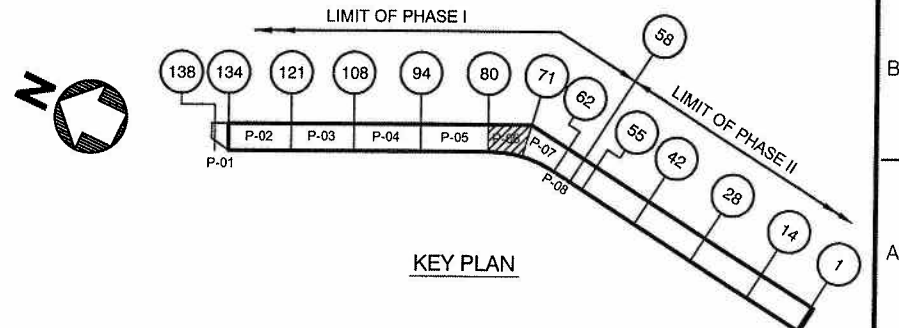 LIMIT OF PHASE I
58
B
138
134
121
108
94
80
71
62
N
LIMIT OF PHASE II
55
P-02
P-03
P-04
P-05
P-06
P-07
P-01
P-08
42
28
14
1
A
KEY PLAN